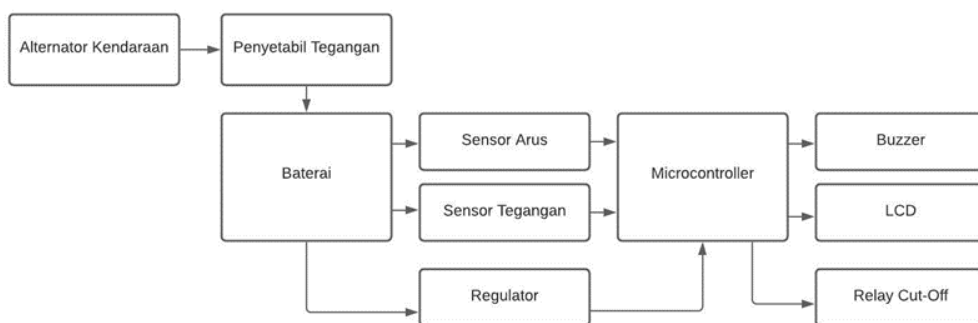 Alternator Kendaraan
Penyetabil Tegangan
Baterai
Sensor Arus
Microcontroller
Buzzer
Sensor Tegangan
LCD
Regulator
Relay Cut-Off